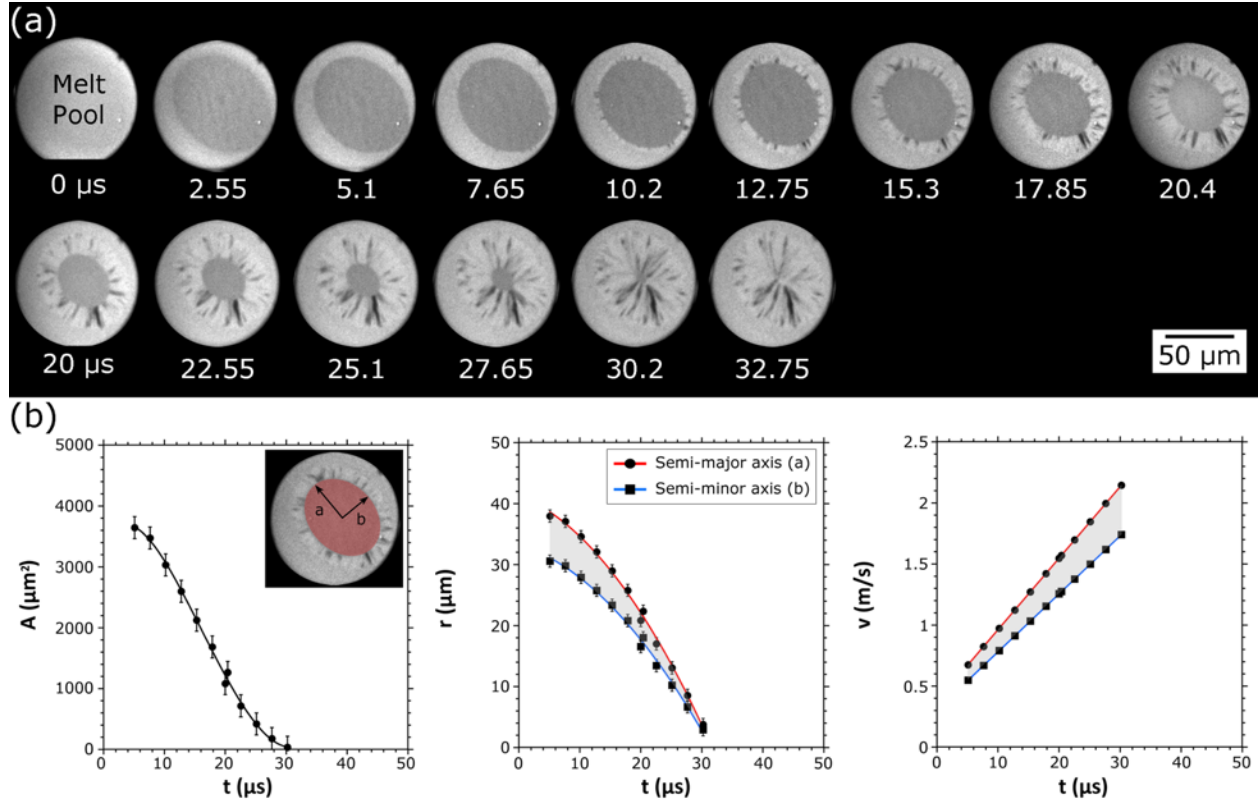 (a)
Melt
Pool
0 µs 2.55 5.1 7.65 10.2 12.75 15.3 17.85 20.4
20 µs 22.55 25.1 27.65 30.2 32.75
50 µm
(b)
5000
4000
3000
2000
1000
0
A (µm²)
a
b
0 10 20 30 40 50
t (µs)
50
40
30
20
10
0
r (µm)
Semi-major axis (a)
Semi-minor axis (b)
0 10 20 30 40 50
t (µs)
2.5
2
1.5
1
0.5
0
v (m/s)
0 10 20 30 40 50
t (µs)